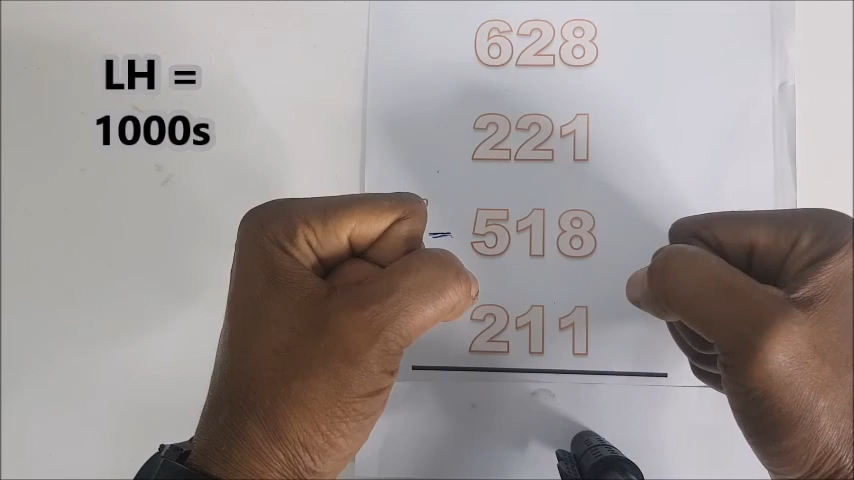 LH =
1000s
628
221
- 518
211